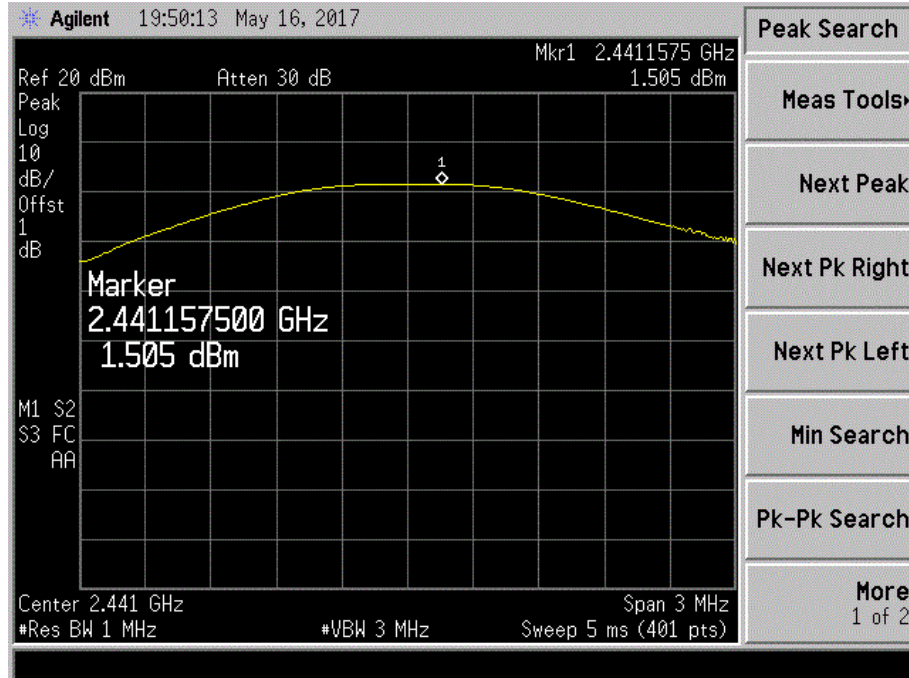 Agilent 19:50:13 May 16, 2017
Mkr1 2.4411575 GHz
Ref 20 dBm Atten 30 dB 1.505 dBm
Peak
Log
10
dB/
Offst
1
dB
1
Marker
2.441157500 GHz
1.505 dBm
M1 S2
S3 FC
AA
Center 2.441 GHz Span 3 MHz
#Res BW 1 MHz #VBW 3 MHz Sweep 5 ms (401 pts)
Peak Search
Meas Tools
Next Peak
Next Pk Right
Next Pk Left
Min Search
Pk-Pk Search
More
1 of 2